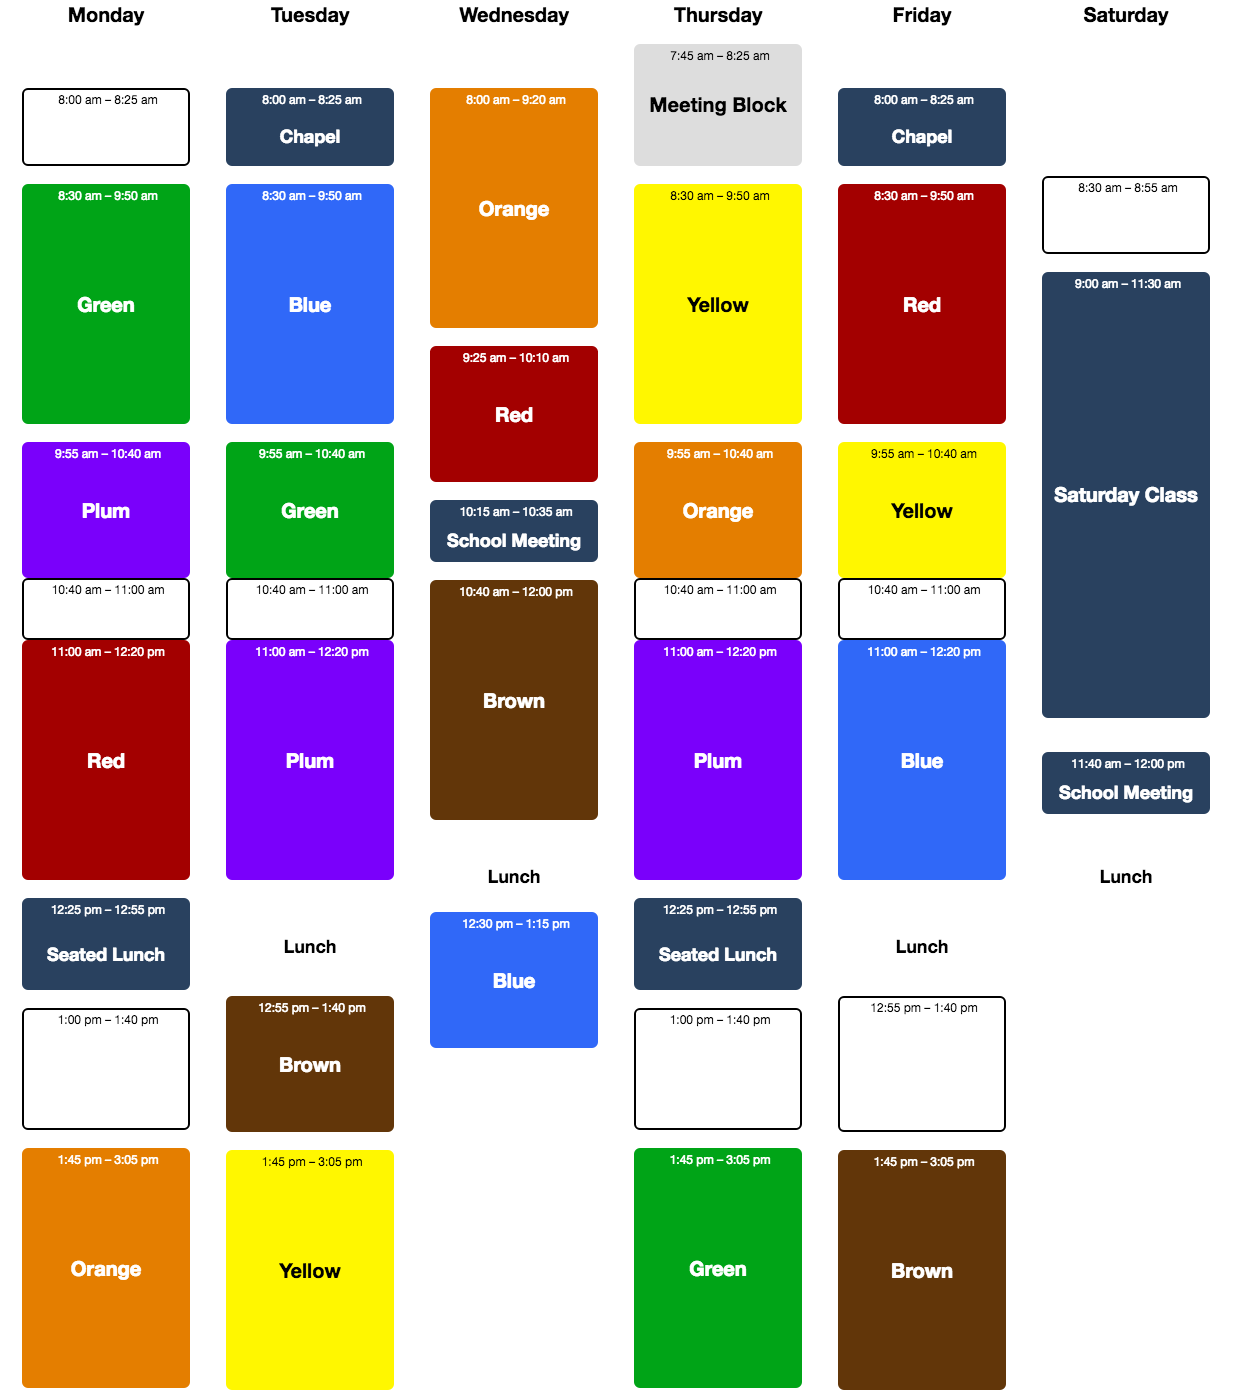 Monday
8:00 am – 8:25 am
8:30 am – 9:50 am
Green
9:55 am – 10:40 am
Plum
10:40 am – 11:00 am
11:00 am – 12:20 pm
Red
12:25 pm – 12:55 pm
Seated Lunch
1:00 pm – 1:40 pm
1:45 pm – 3:05 pm
Orange
Tuesday
8:00 am – 8:25 am
Chapel
8:30 am – 9:50 am
Blue
9:55 am – 10:40 am
Green
10:40 am – 11:00 am
11:00 am – 12:20 pm
Plum
Lunch
12:55 pm – 1:40 pm
Brown
1:45 pm – 3:05 pm
Yellow
Wednesday
8:00 am – 9:20 am
Orange
9:25 am – 10:10 am
Red
10:15 am – 10:35 am
School Meeting
10:40 am – 12:00 pm
Brown
Lunch
12:30 pm – 1:15 pm
Blue
Thursday
7:45 am – 8:25 am
Meeting Block
8:30 am – 9:50 am
Yellow
9:55 am – 10:40 am
Orange
10:40 am – 11:00 am
11:00 am – 12:20 pm
Plum
12:25 pm – 12:55 pm
Seated Lunch
1:00 pm – 1:40 pm
1:45 pm – 3:05 pm
Green
Friday
8:00 am – 8:25 am
Chapel
8:30 am – 9:50 am
Red
9:55 am – 10:40 am
Yellow
10:40 am – 11:00 am
11:00 am – 12:20 pm
Blue
Lunch
12:55 pm – 1:40 pm
1:45 pm – 3:05 pm
Brown
Saturday
8:30 am – 8:55 am
9:00 am – 11:30 am
Saturday Class
11:40 am – 12:00 pm
School Meeting
Lunch